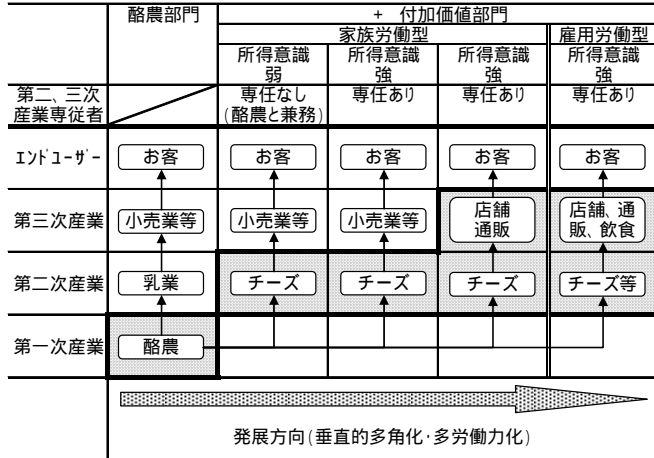 酪農部門
+ 付加価値部門
家族労働型
雇用労働型
所得意識
弱
所得意識
強
所得意識
強
所得意識
強
第二、三次
産業専従者
専任なし
(酪農と兼務)
専任あり
専任あり
専任あり
ｴﾝﾄﾞﾕｰｻﾞｰ
お客
お客
お客
お客
お客
第三次産業
小売業等
小売業等
小売業等
店舗
通販
店舗、通
販、飲食
第二次産業
乳業
チーズ
チーズ
チーズ
チーズ等
第一次産業
酪農
発展方向(垂直的多角化･多労働力化)